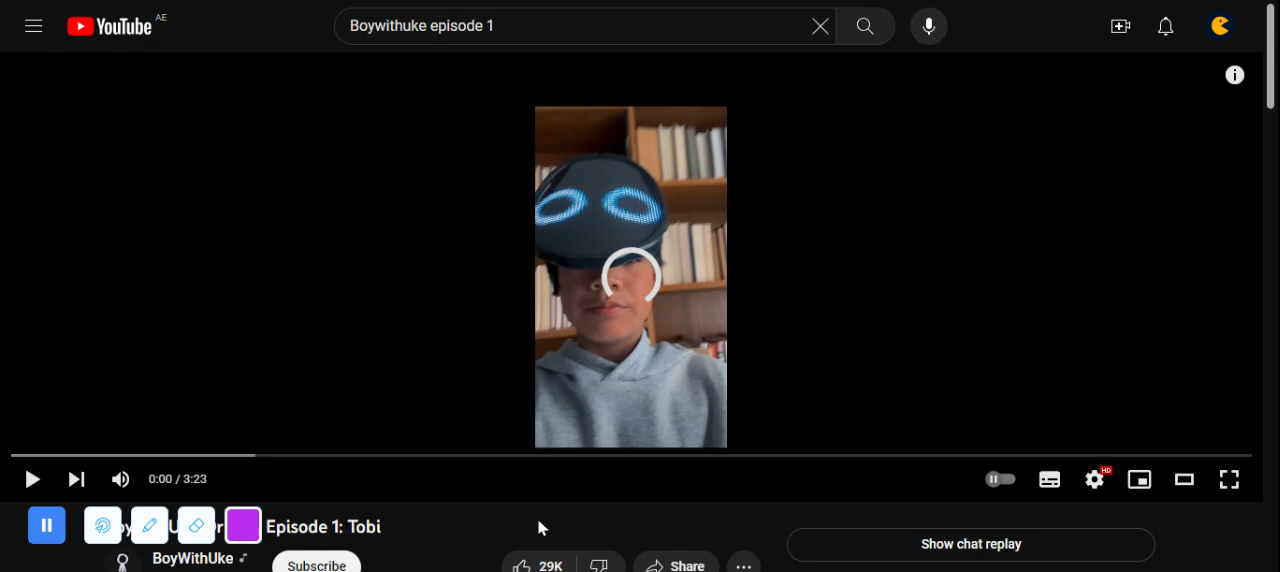 YouTube AE
Boywithuke episode 1
0:00 / 3:23
HD
Episode 1: Tobi
BoyWithUke
Subscribe
29K
Share
Show chat replay